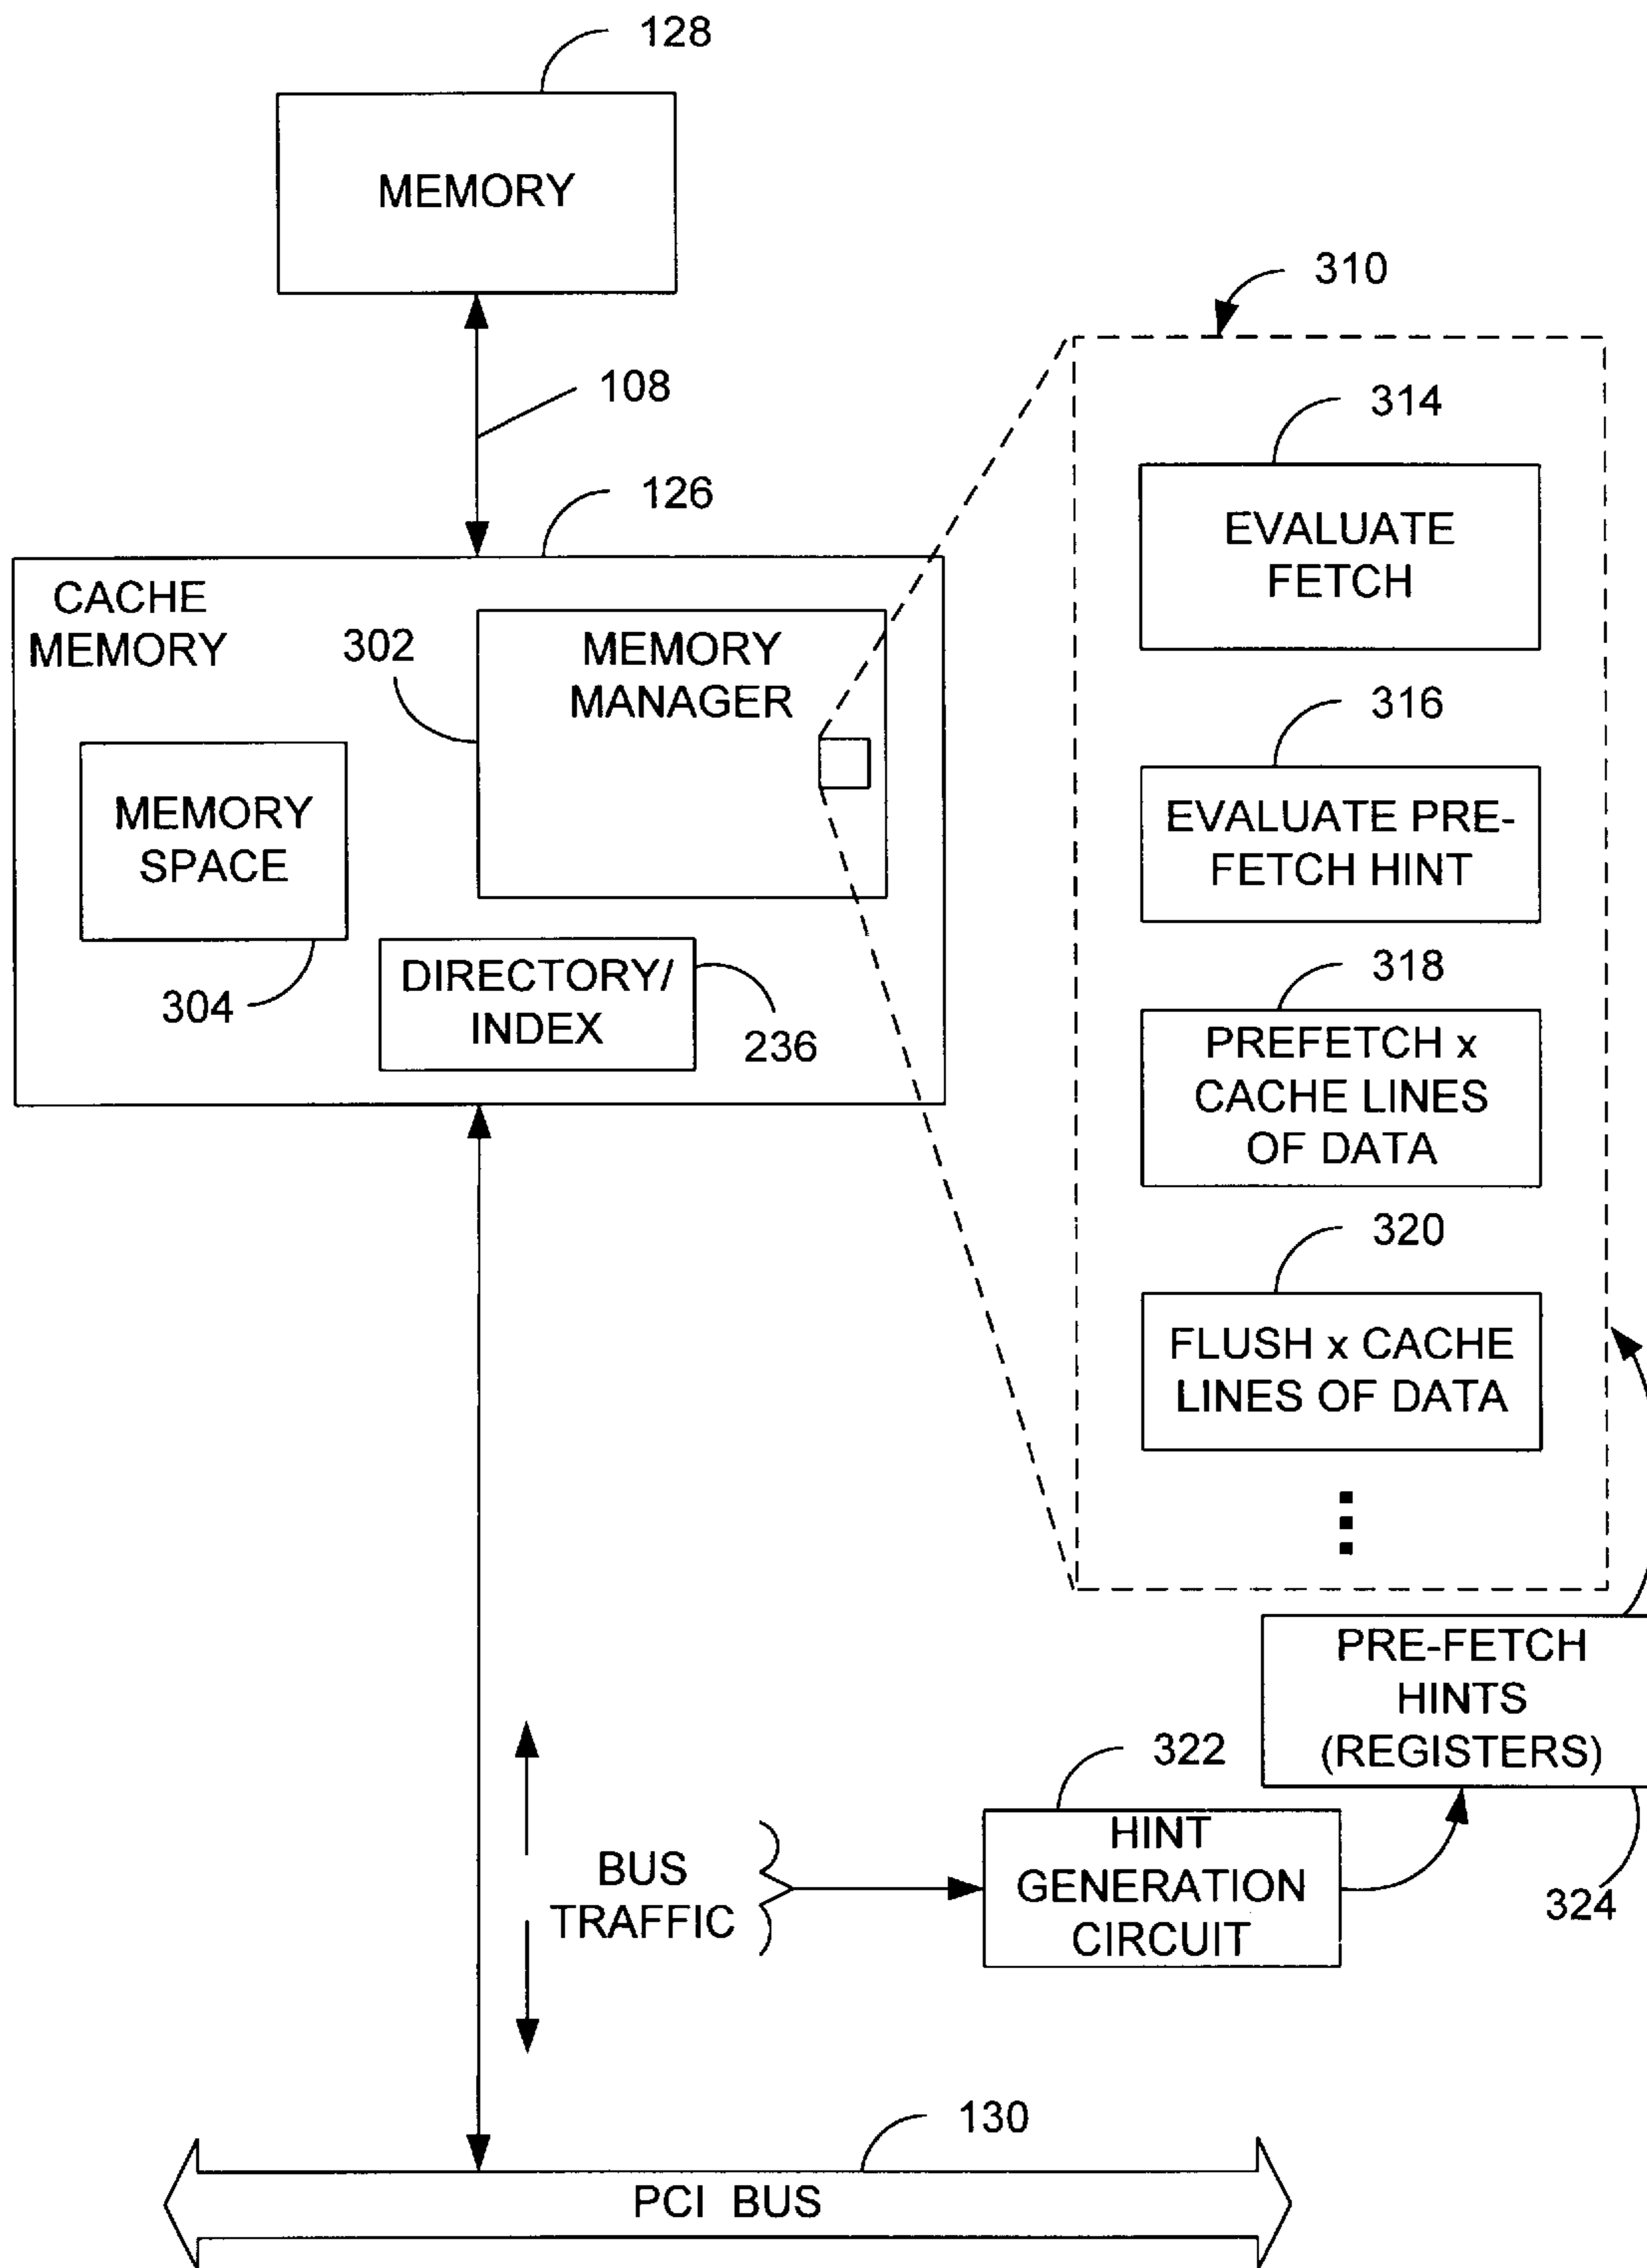 128
MEMORY
310
108
314
EVALUATE
FETCH
126
CACHE
MEMORY
302
MEMORY
MANAGER
316
EVALUATE PRE-
FETCH HINT
MEMORY
SPACE
304
DIRECTORY/
INDEX
236
318
PREFETCH x
CACHE LINES
OF DATA
320
FLUSH x CACHE
LINES OF DATA
PRE-FETCH
HINTS
(REGISTERS)
322
BUS
TRAFFIC
HINT
GENERATION
CIRCUIT
324
130
PCI BUS